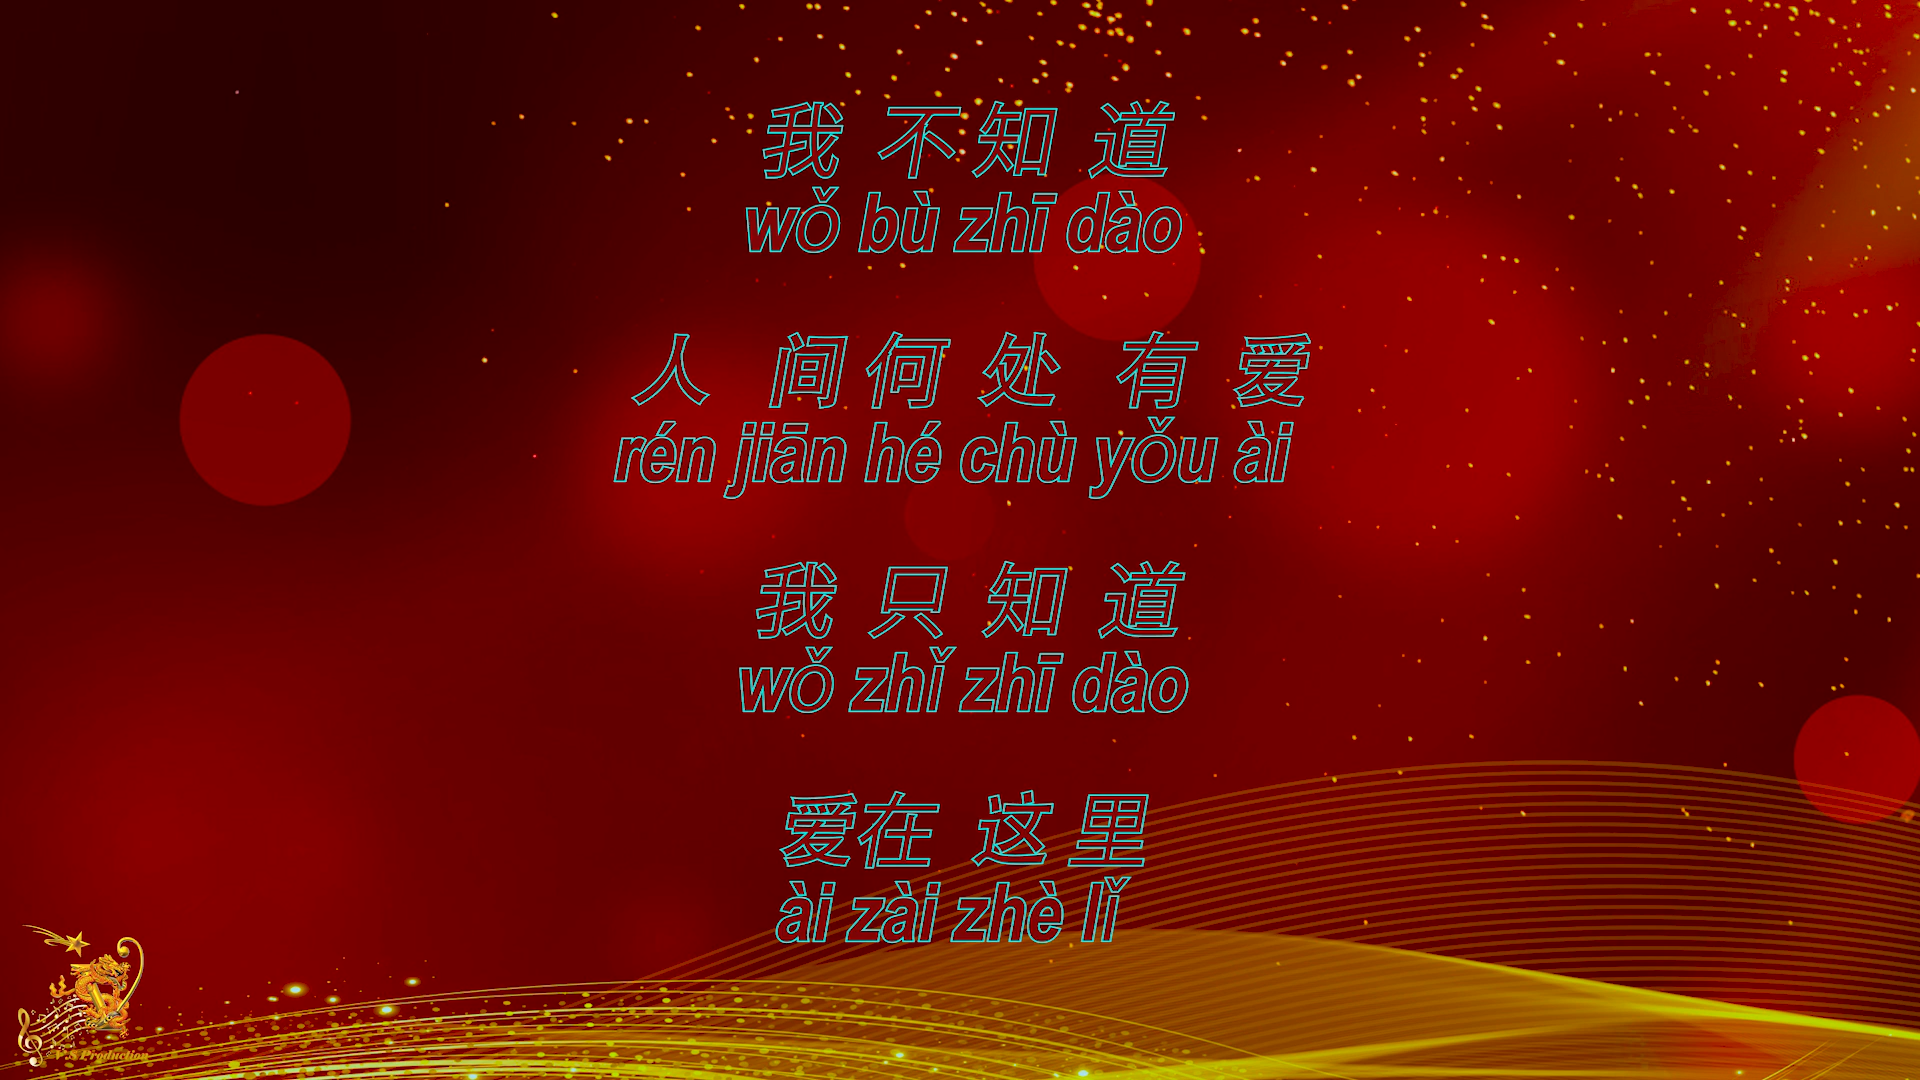 我 不 知 道
wǒ bù zhī dào
人 间 何 处 有 爱
rén jiān hé chù yǒu ài
我 只 知 道
wǒ zhǐ zhī dào
爱在 这 里
ài zài zhè lǐ
V.S Production